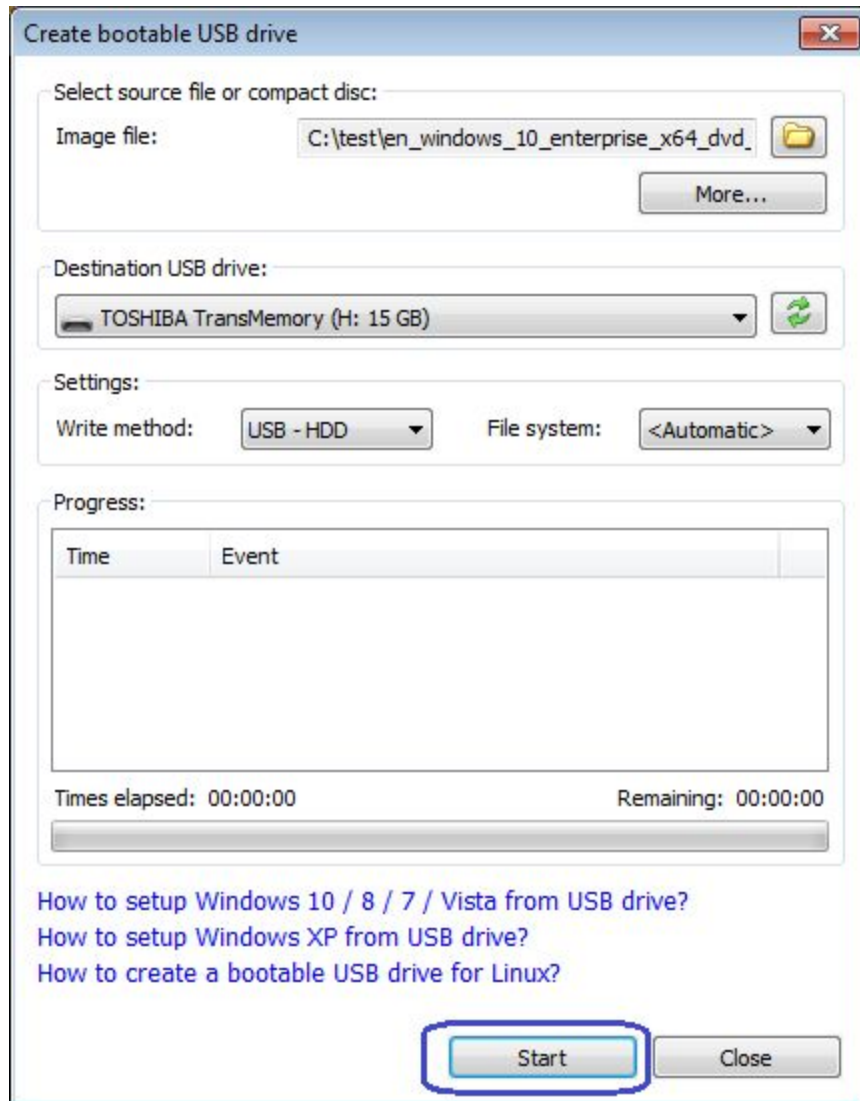 Create bootable USB drive
Select source file or compact disc:
Image file: C:\test\en_windows_10_enterprise_x64_dvd_
More...
Destination USB drive:
TOSHIBA TransMemory (H: 15 GB)
Settings:
Write method: USB - HDD File system: <Automatic>
Progress:
Time Event
Times elapsed: 00:00:00 Remaining: 00:00:00
How to setup Windows 10 / 8 / 7 / Vista from USB drive?
How to setup Windows XP from USB drive?
How to create a bootable USB drive for Linux?
Start Close